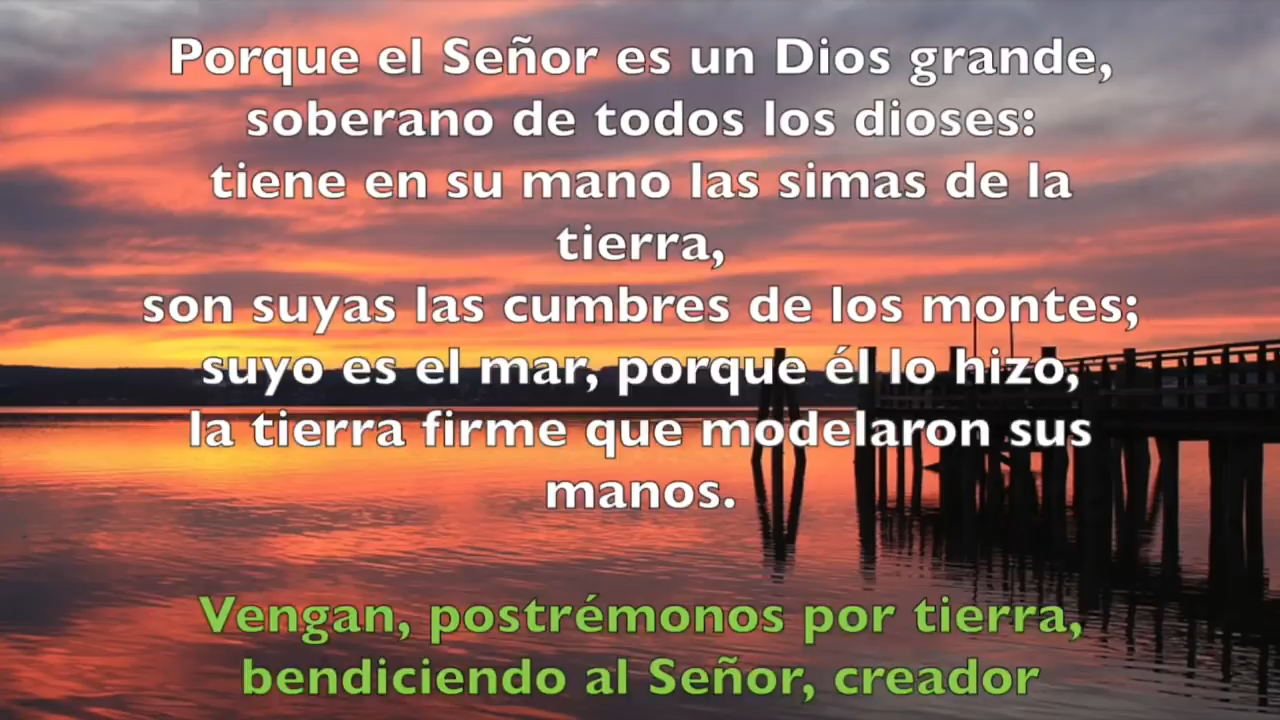 Porque el Señor es un Dios grande,
soberano de todos los dioses:
tiene en su mano las simas de la
tierra,
son suyas las cumbres de los montes;
suyo es el mar, porque él lo hizo,
la tierra firme que modelaron sus
manos.
Vengan, postrémonos por tierra,
bendiciendo al Señor, creador